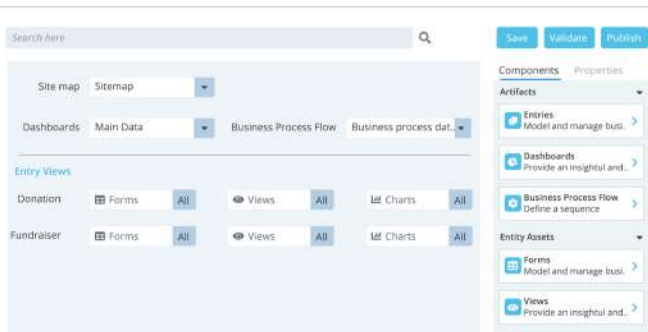 Search here
Save Validate Publish
Components Properties
Site map Sitemap
Artifacts
Dashboards Main Data Business Process Flow Business process dat..
Entries
Model and manage busi.
Dashboards
Provide an insightul and..
Entry Views
Business Process Flow
Define a sequence
Donation Forms All Views All Charts All
Fundraiser Forms All Views All Charts All
Entity Assets
Forms
Model and manage busi.
Views
Provide an insightul and..